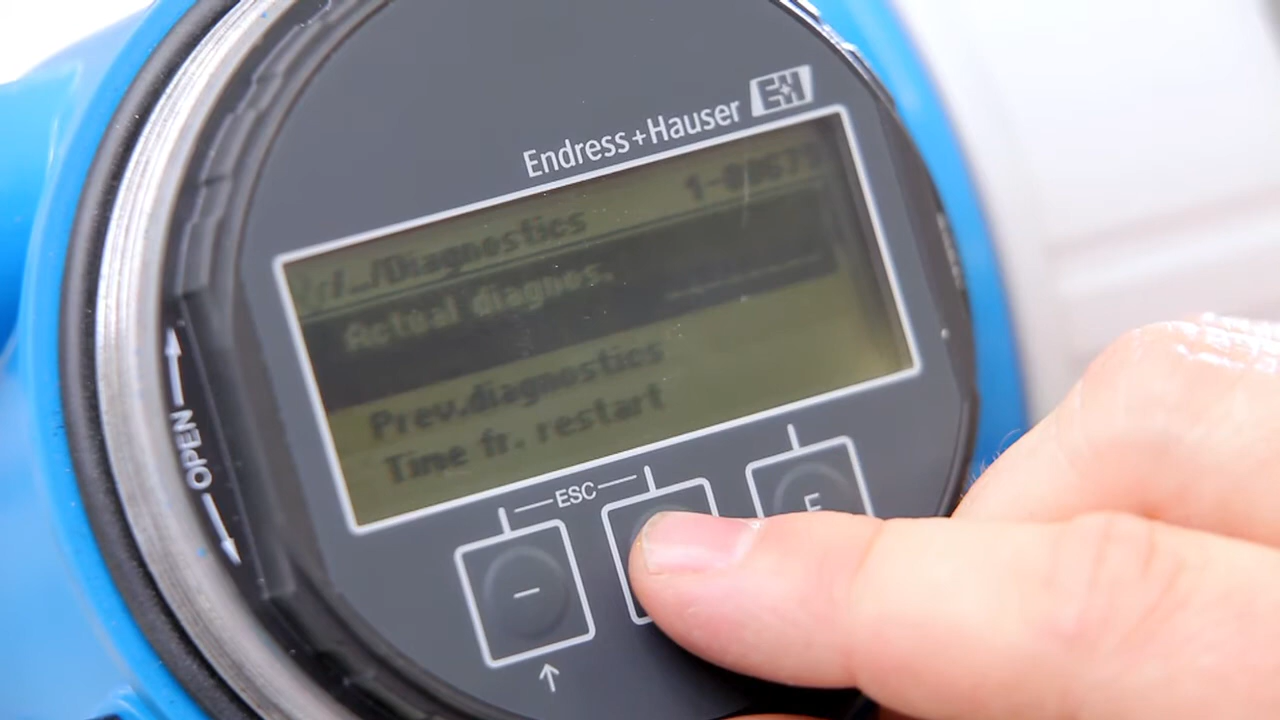 Endress+Hauser
/../Diagnostics
Actual diagnos.
Prev.diagnostics
Time fr. restart
ESC
-
E
OPEN